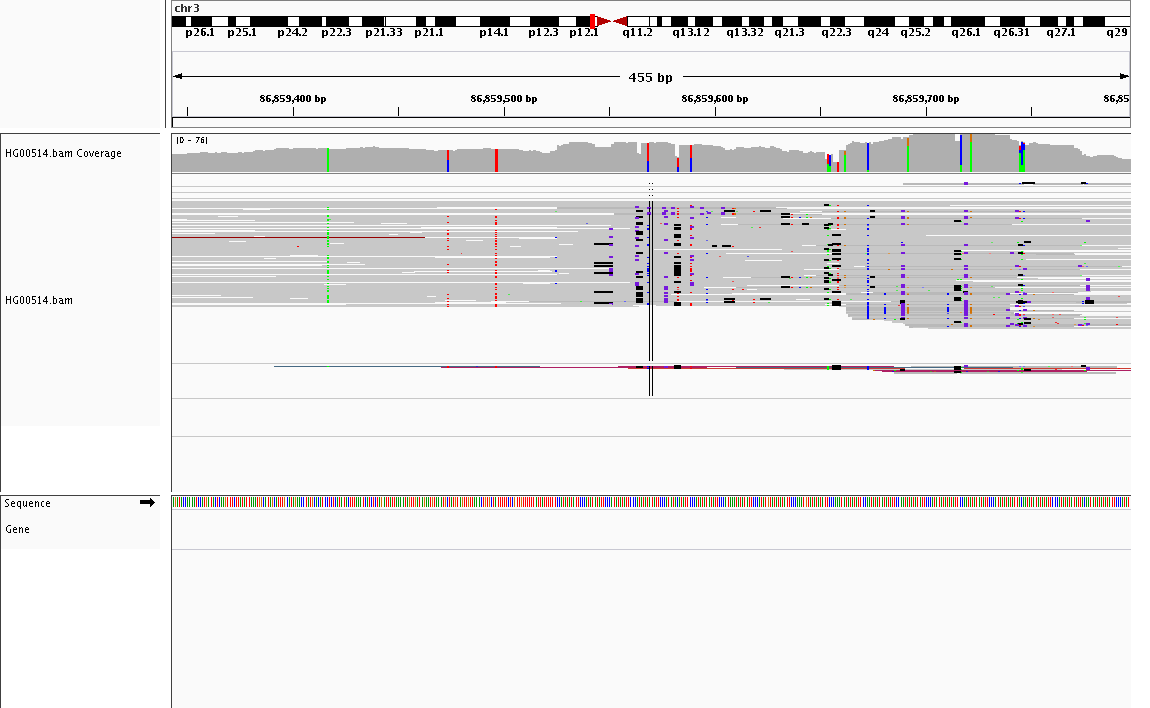 chr3
p26.1 p25.1 p24.2 p22.3 p21.33 p21.1 p14.1 p12.3 p12.1 q11.2 q13.12 q13.32 q21.3 q22.3 q24 q25.2 q26.1 q26.31 q27.1 q29
455 bp
86,859,400 bp 86,859,500 bp 86,859,600 bp 86,859,700 bp 86,85
[0 - 76]
HG00514.bam Coverage
HG00514.bam
Sequence
Gene